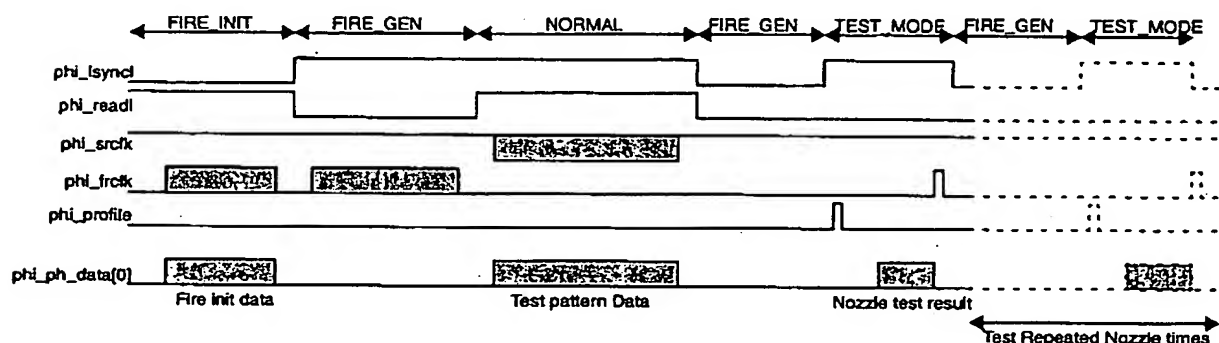 FIRE_INIT FIRE_GEN NORMAL FIRE_GEN TEST_MODE FIRE_GEN TEST_MODE
phi_lsyncl
phi_readl
phi_srclk
phi_frclk
phi_profile
phi_ph_data[0]
Fire init data Test pattern Data Nozzle test result
Test Repeated Nozzle times